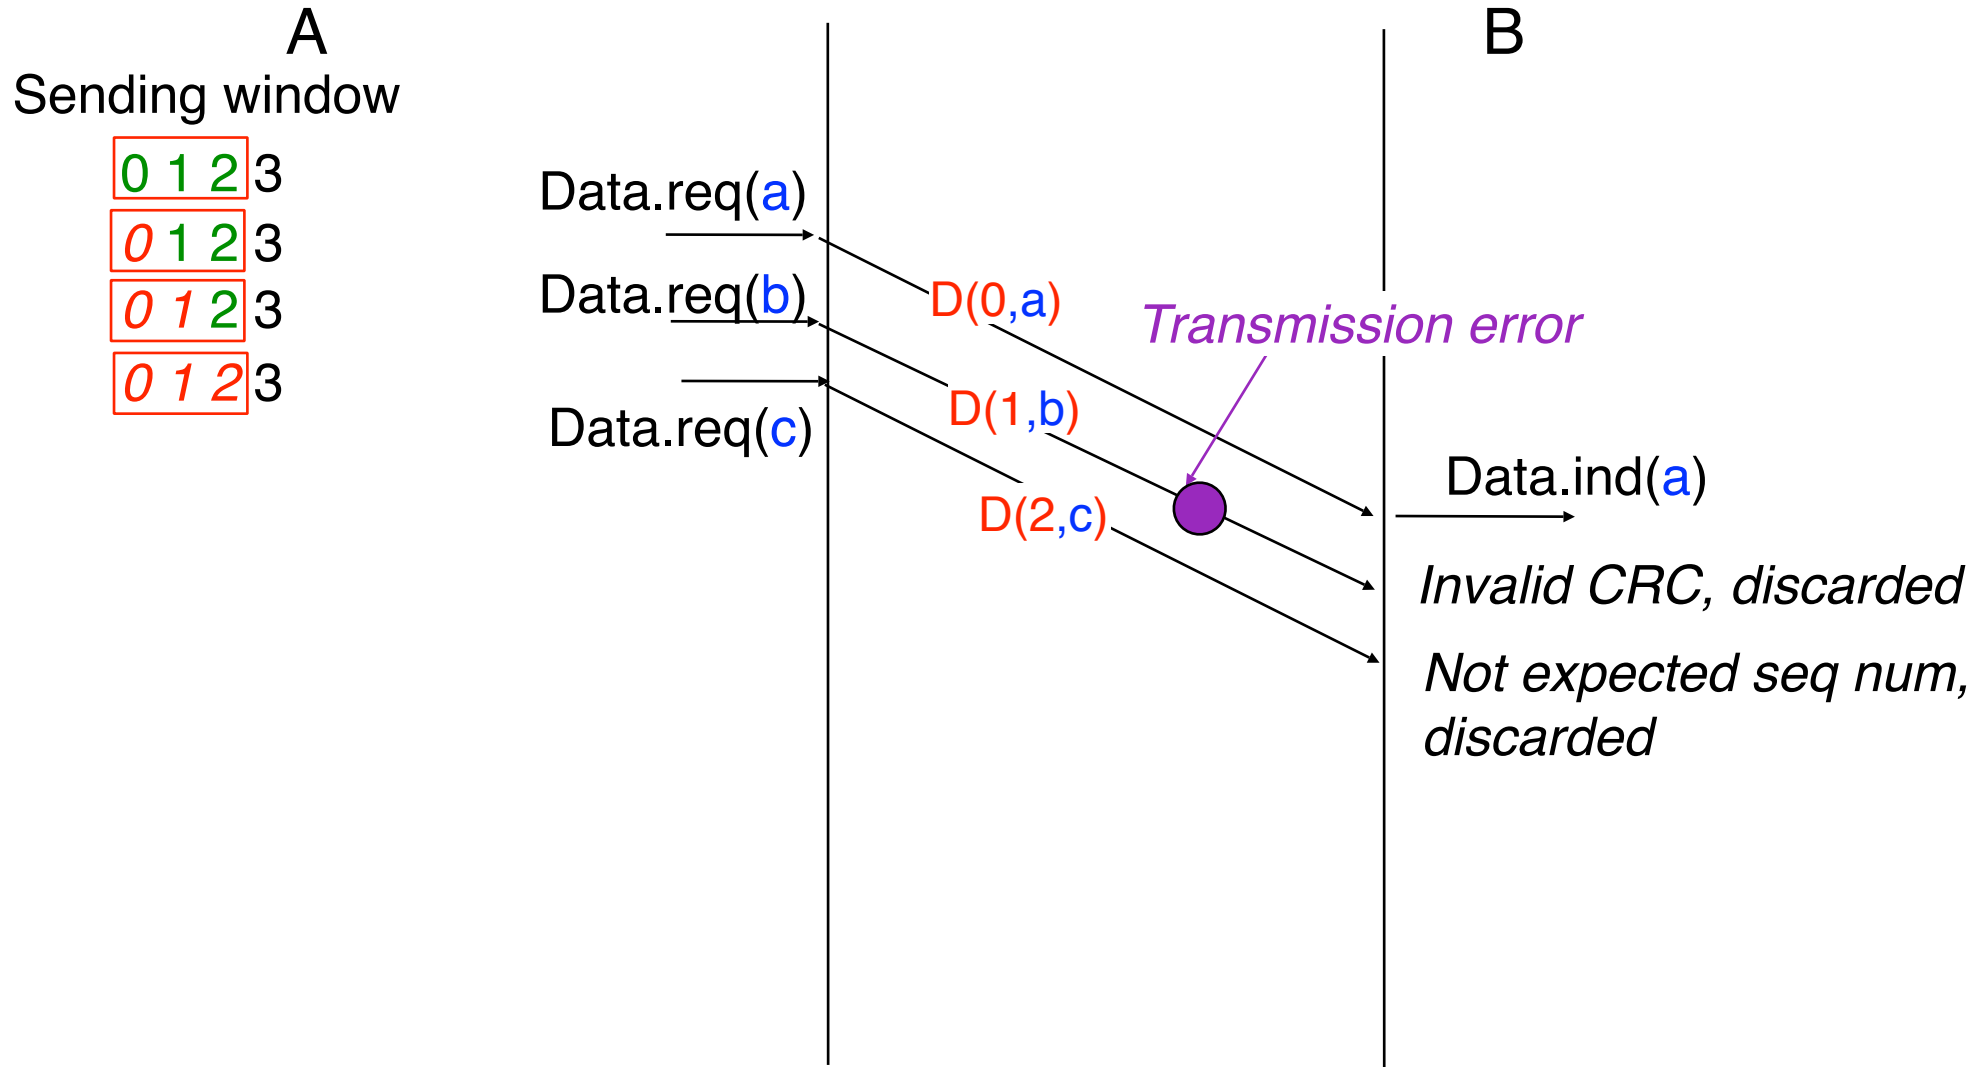 A
B
Sending window
0 1 2 3
0 1 2 3
0 1 2 3
0 1 2 3
Data.req(a)
Data.req(b)
Data.req(c)
D(0,a)
D(1,b)
D(2,c)
Transmission error
Data.ind(a)
Invalid CRC, discarded
Not expected seq num,
discarded